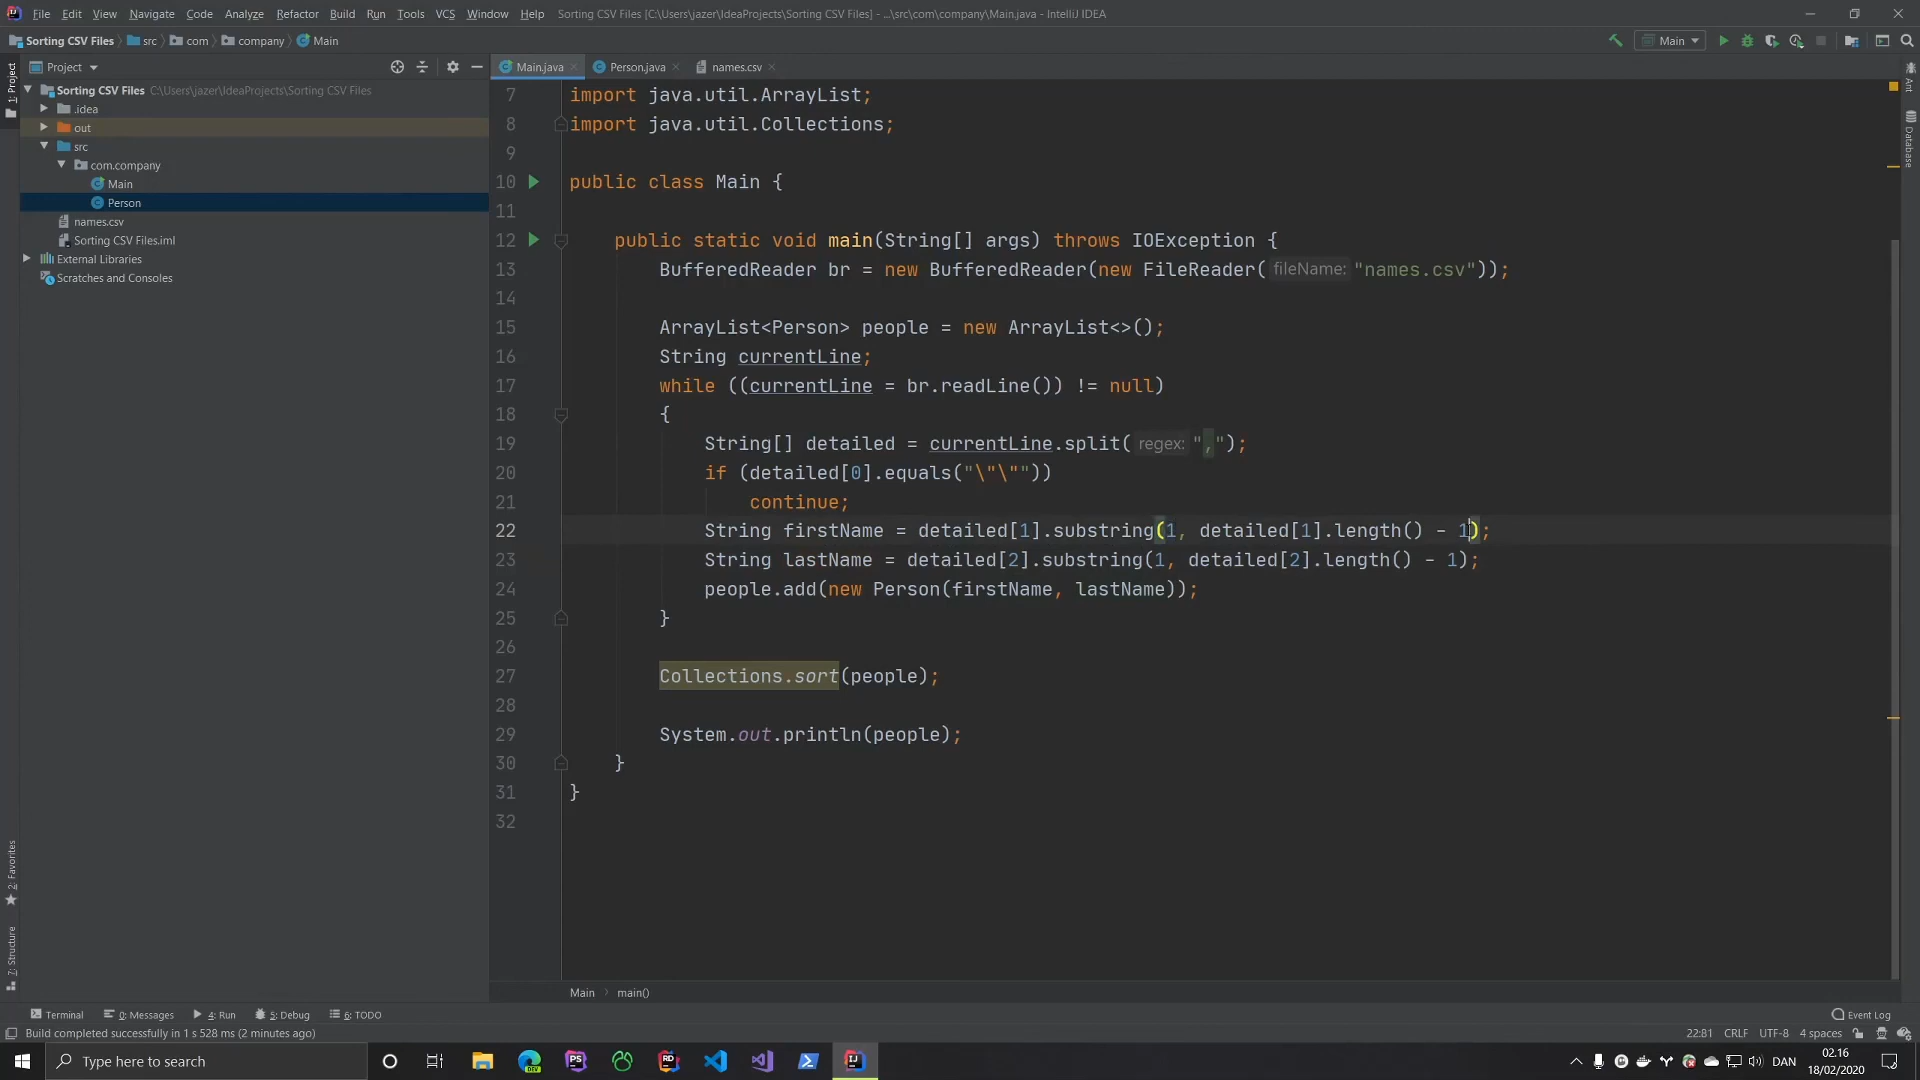 File Edit View Navigate Code Analyze Refactor Build Run Tools VCS Window Help Sorting CSV Files [C:\Users\jazer\IdeaProjects\Sorting CSV Files] - ...\src\com\company\Main.java - IntelliJ IDEA
Sorting CSV Files src com company Main Main
1: Project
Project
Main.java Person.java names.csv
Ant
Database
Sorting CSV Files C:\Users\jazer\IdeaProjects\Sorting CSV Files
.idea
out
src
com.company
Main
Person
names.csv
Sorting CSV Files.iml
External Libraries
Scratches and Consoles
7 import java.util.ArrayList;
8 import java.util.Collections;
9
10 public class Main {
11
12 public static void main(String[] args) throws IOException {
13 BufferedReader br = new BufferedReader(new FileReader( fileName: "names.csv"));
14
15 ArrayList<Person> people = new ArrayList<>();
16 String currentLine;
17 while ((currentLine = br.readLine()) != null)
18 {
19 String[] detailed = currentLine.split( regex: ",");
20 if (detailed[0].equals("\"\""))
21 continue;
22 String firstName = detailed[1].substring(1, detailed[1].length() - 1);
23 String lastName = detailed[2].substring(1, detailed[2].length() - 1);
24 people.add(new Person(firstName, lastName));
25 }
26
27 Collections.sort(people);
28
29 System.out.println(people);
30 }
31 }
32
2: Favorites
7: Structure
Main main()
Terminal 0: Messages 4: Run 5: Debug 6: TODO Event Log
Build completed successfully in 1 s 528 ms (2 minutes ago) 22:81 CRLF UTF-8 4 spaces
Type here to search DAN 02.16
18/02/2020